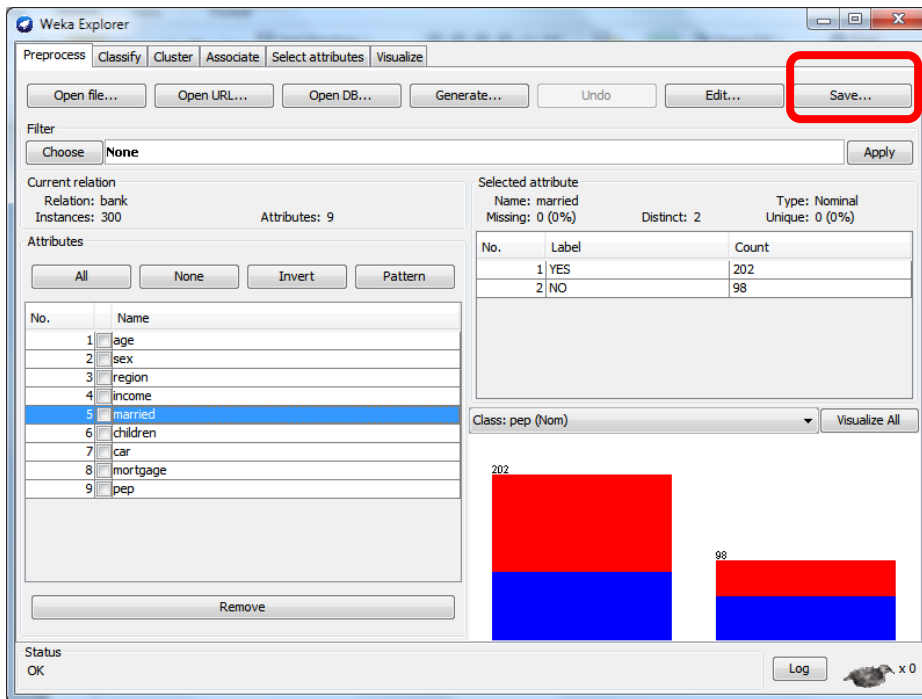 Weka Explorer
Preprocess Classify Cluster Associate Select attributes Visualize
Open file... Open URL... Open DB... Generate... Undo Edit... Save...
Filter
Choose None Apply
Current relation
Relation: bank
Instances: 300 Attributes: 9
Attributes
All None Invert Pattern
No. Name
1 age
2 sex
3 region
4 income
5 married
6 children
7 car
8 mortgage
9 pep
Remove
Selected attribute
Name: married Type: Nominal
Missing: 0 (0%) Distinct: 2 Unique: 0 (0%)
No. Label Count
1 YES 202
2 NO 98
Class: pep (Nom) Visualize All
202
98
Status
OK Log x 0